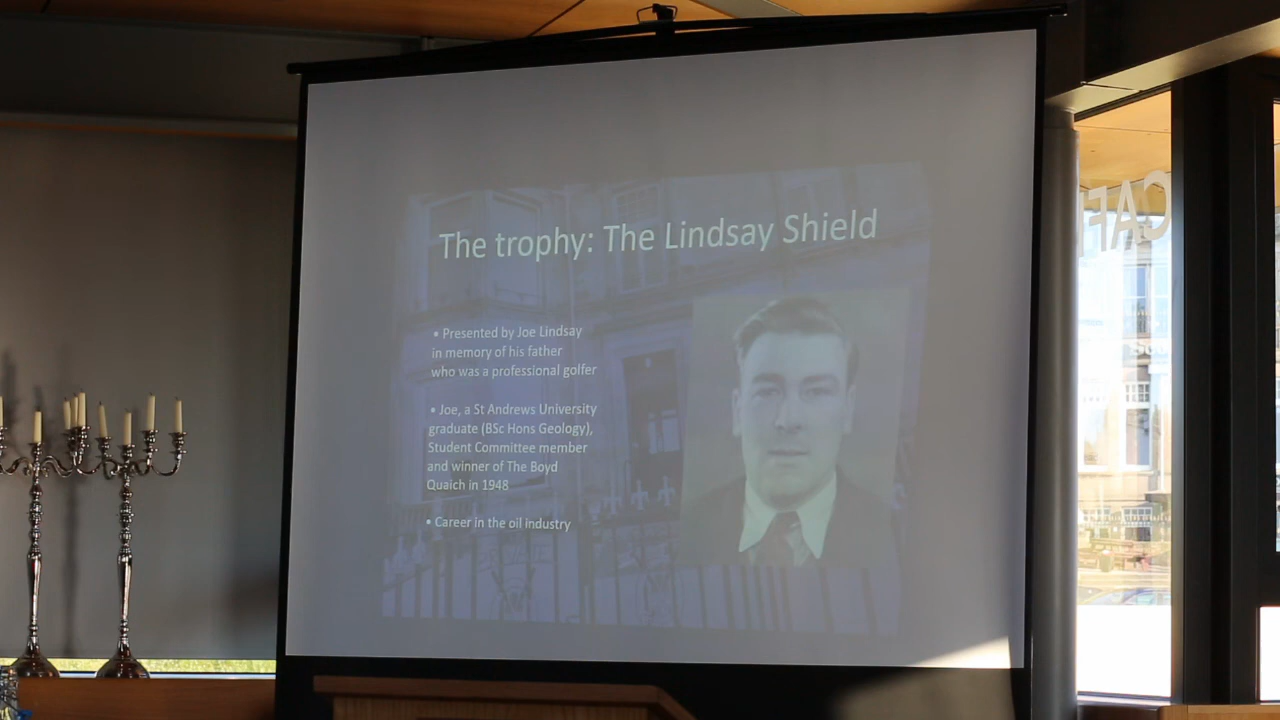 The trophy: The Lindsay Shield
▪ Presented by Joe Lindsay
in memory of his father
who was a professional golfer
▪ Joe, a St Andrews University
graduate (BSc Hons Geology),
Student Committee member
and winner of The Boyd
Quaich in 1948
▪ Career in the oil industry
CAF